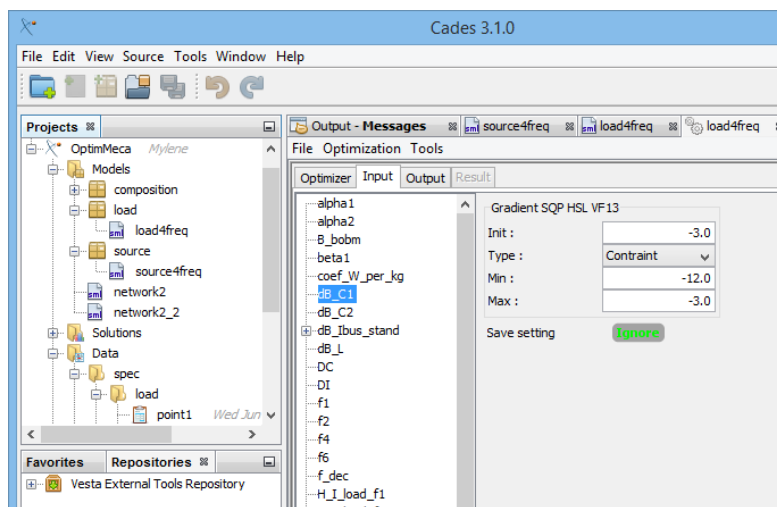 Cades 3.1.0
File Edit View Source Tools Window Help
Projects
OptimMeca Mylene
Models
composition
load
load4freq
source
source4freq
network2
network2_2
Solutions
Data
spec
load
point1 Wed Jun
Favorites Repositories
Vesta External Tools Repository
Output - Messages source4freq load4freq load4freq
File Optimization Tools
Optimizer Input Output Result
alpha1
alpha2
B_bobm
beta1
coef_W_per_kg
dB_C1
dB_C2
dB_Ibus_stand
dB_L
DC
DI
f1
f2
f4
f6
f_dec
H_I_load_f1
Gradient SQP HSL VF13
Init : -3.0
Type : Contraint
Min : -12.0
Max : -3.0
Save setting Ignore